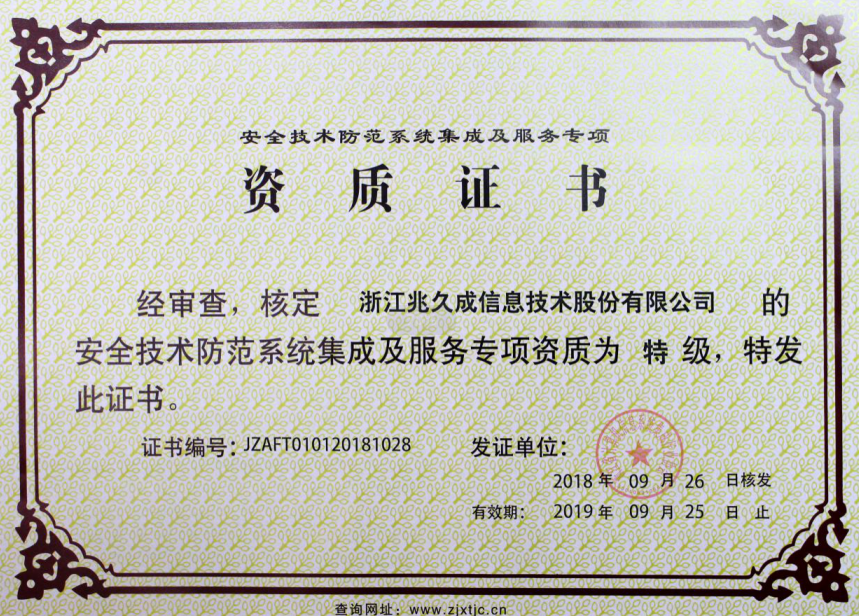 安全技术防范系统集成及服务专项
资质证书
经审查，核定 浙江兆久成信息技术股份有限公司 的
安全技术防范系统集成及服务专项资质为 特 级，特发
此证书。
证书编号：JZAFT010120181028 发证单位：
2018 年 09 月 26 日核发
有效期： 2019 年 09 月 25 日 止
查询网址：www.zjxtjc.cn